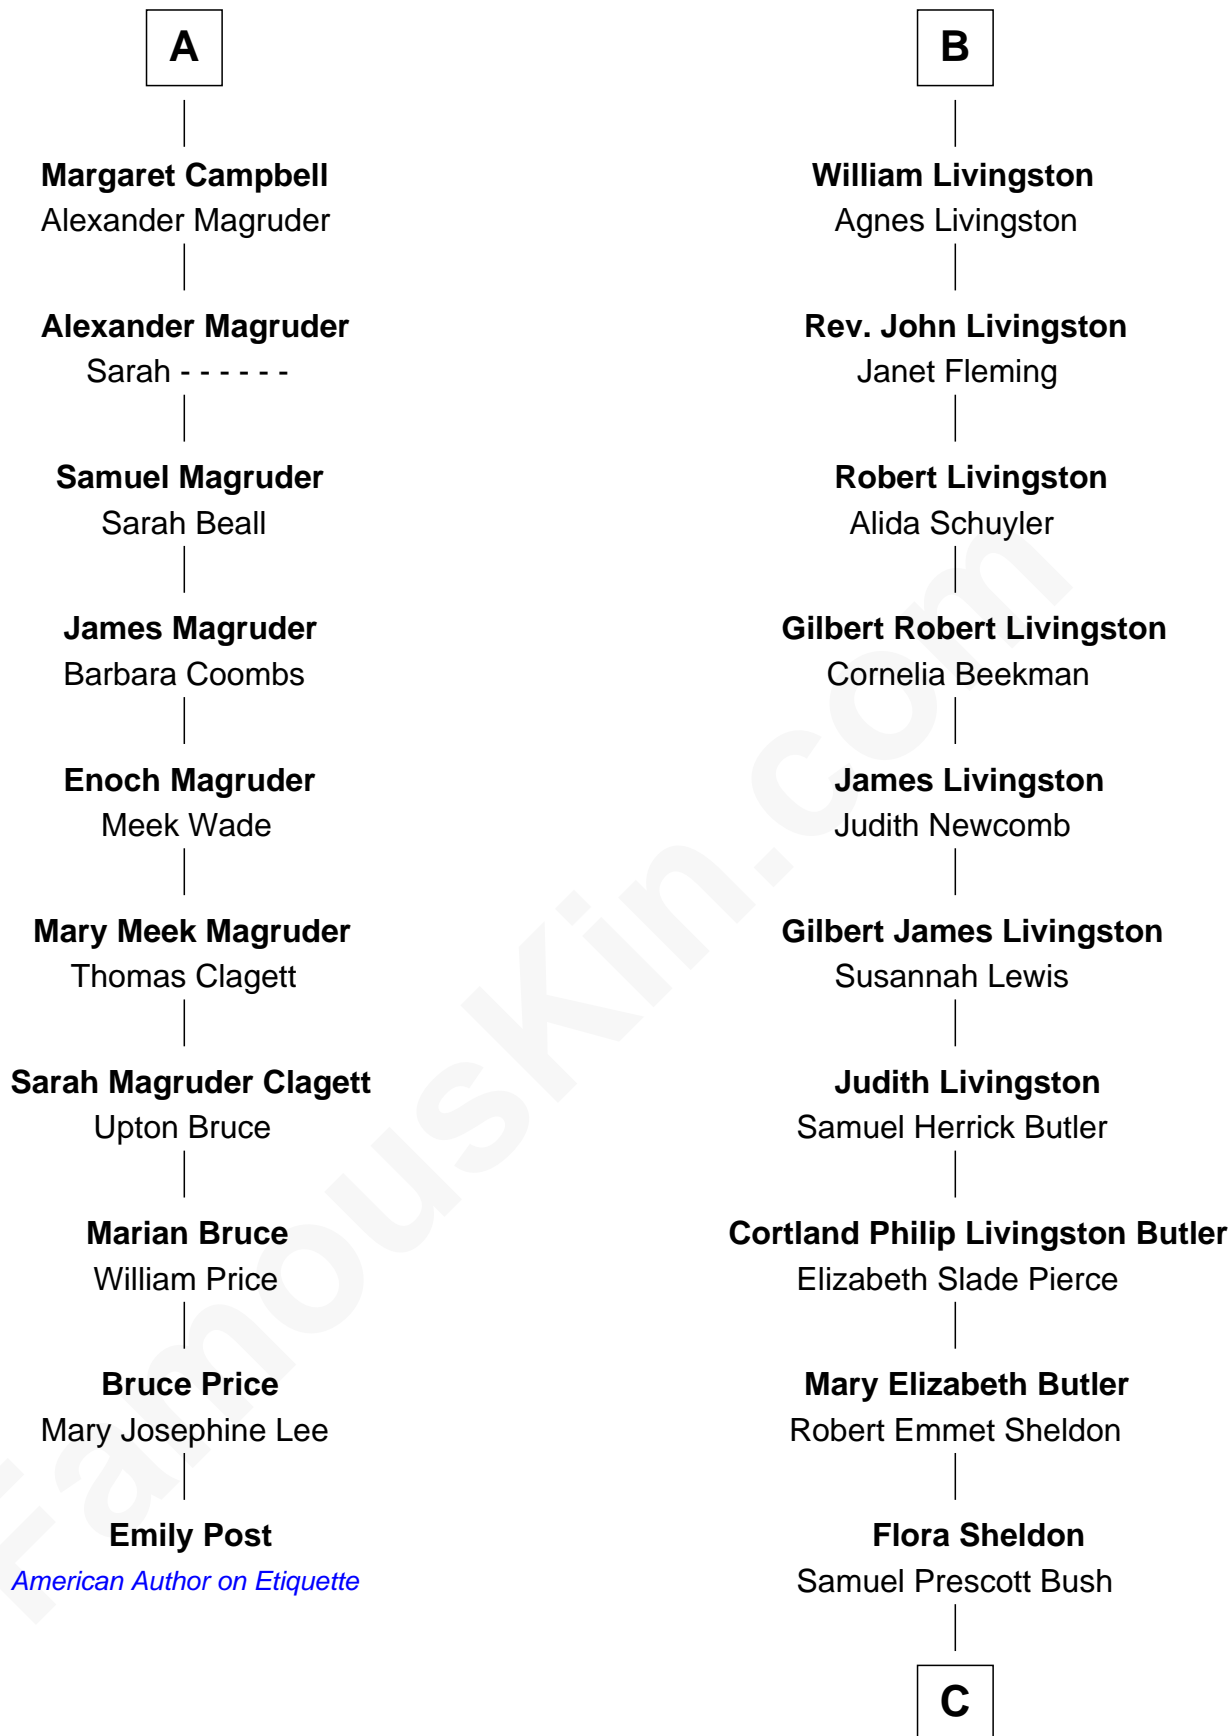 A
Margaret Campbell
Alexander Magruder
Alexander Magruder
Sarah - - - - - -
Samuel Magruder
Sarah Beall
James Magruder
Barbara Coombs
Enoch Magruder
Meek Wade
Mary Meek Magruder
Thomas Clagett
Sarah Magruder Clagett
Upton Bruce
Marian Bruce
William Price
Bruce Price
Mary Josephine Lee
Emily Post
American Author on Etiquette
B
William Livingston
Agnes Livingston
Rev. John Livingston
Janet Fleming
Robert Livingston
Alida Schuyler
Gilbert Robert Livingston
Cornelia Beekman
James Livingston
Judith Newcomb
Gilbert James Livingston
Susannah Lewis
Judith Livingston
Samuel Herrick Butler
Cortland Philip Livingston Butler
Elizabeth Slade Pierce
Mary Elizabeth Butler
Robert Emmet Sheldon
Flora Sheldon
Samuel Prescott Bush
C
FamousKin.com